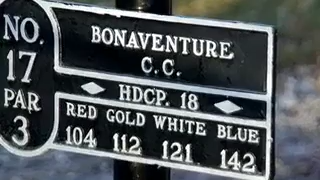 NO.
17
PAR
3
BONAVENTURE
C. C.
HDCP. 18
RED GOLD WHITE BLUE
104 112 121 142